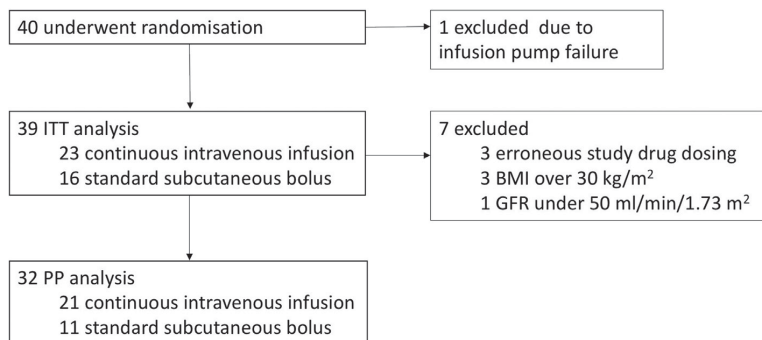 40 underwent randomisation
1 excluded due to
infusion pump failure
39 ITT analysis
23 continuous intravenous infusion
16 standard subcutaneous bolus
7 excluded
3 erroneous study drug dosing
3 BMI over 30 kg/m²
1 GFR under 50 ml/min/1.73 m²
32 PP analysis
21 continuous intravenous infusion
11 standard subcutaneous bolus